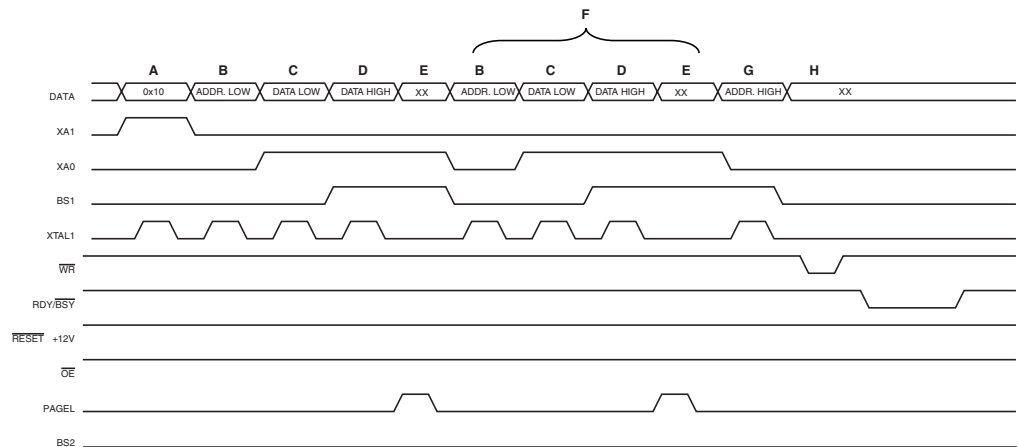 F
A B C D E B C D E G H
DATA 0x10 ADDR. LOW DATA LOW DATA HIGH XX ADDR. LOW DATA LOW DATA HIGH XX ADDR. HIGH XX
XA1
XA0
BS1
XTAL1
WR
RDY/BSY
RESET +12V
OE
PAGEL
BS2